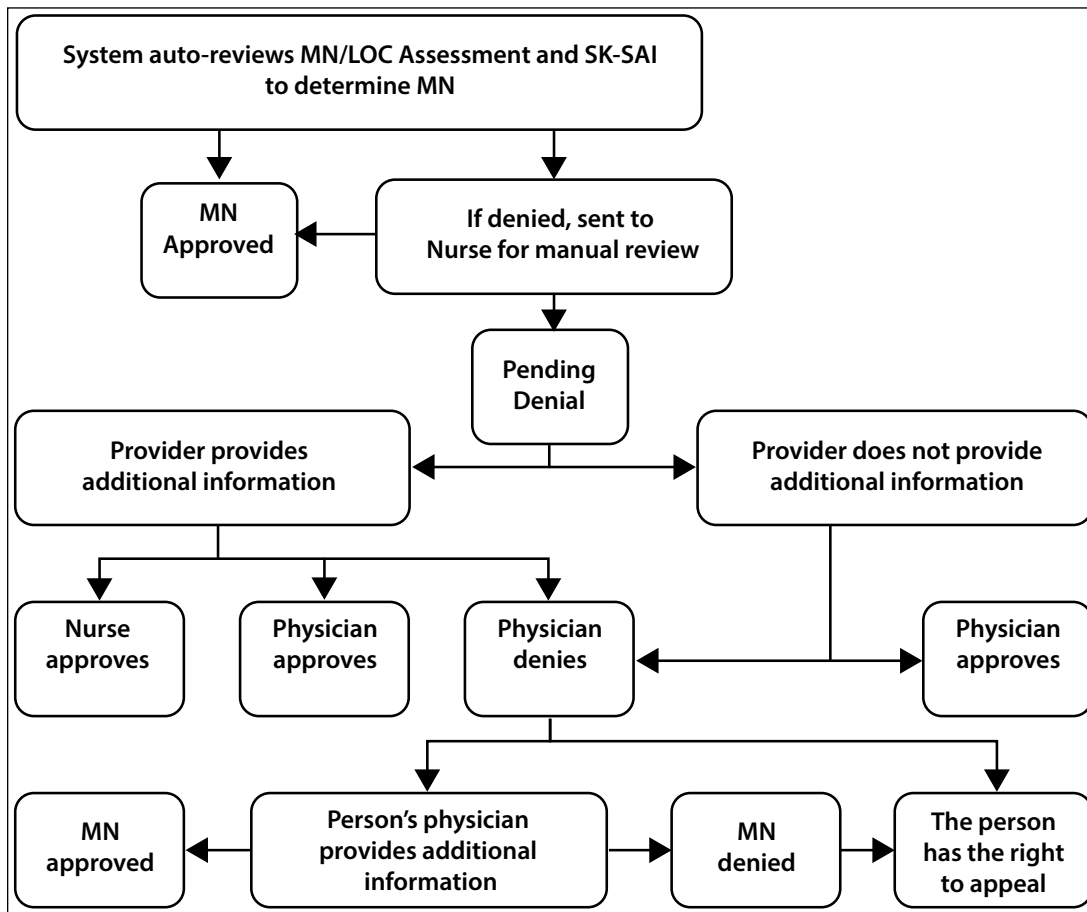 System auto-reviews MN/LOC Assessment and SK-SAI
to determine MN
MN
Approved
If denied, sent to
Nurse for manual review
Pending
Denial
Provider provides
additional information
Provider does not provide
additional information
Nurse
approves
Physician
approves
Physician
denies
Physician
approves
MN
approved
Person’s physician
provides additional
information
MN
denied
The person
has the right
to appeal